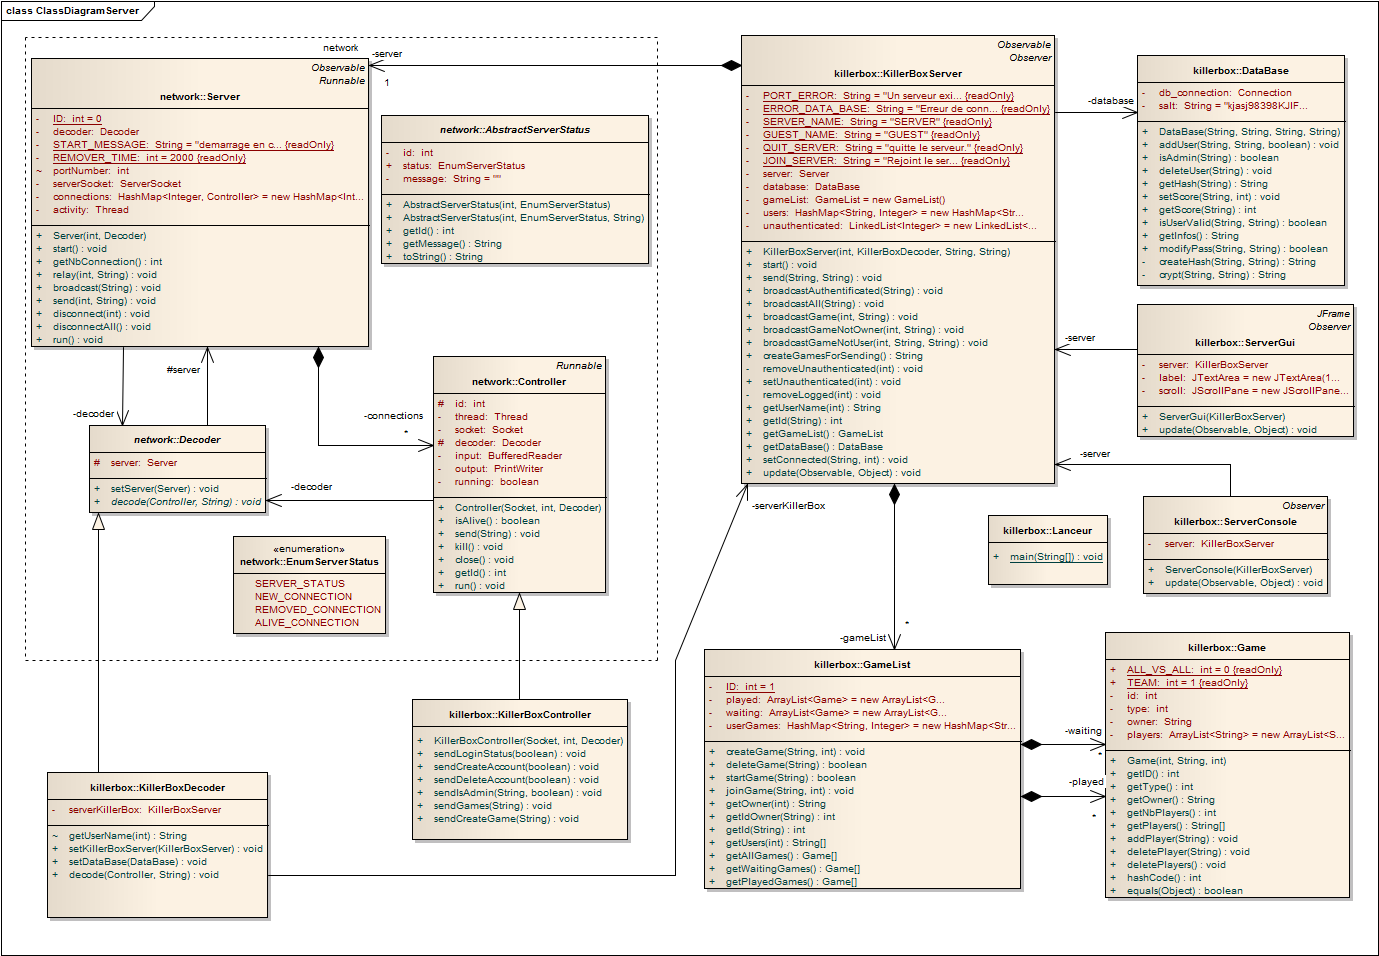 class ClassDiagramServer
network
Observable
Runnable
network::Server
- ID: int = 0
- decoder: Decoder
- START_MESSAGE: String = "demarrage en c... {readOnly}
- REMOVER_TIME: int = 2000 {readOnly}
~ portNumber: int
- serverSocket: ServerSocket
- connections: HashMap<Integer, Controller> = new HashMap<Int...
- activity: Thread
+ Server(int, Decoder)
+ start() : void
+ getNbConnection() : int
+ relay(int, String) : void
+ broadcast(String) : void
+ send(int, String) : void
+ disconnect(int) : void
+ disconnectAll() : void
+ run() : void
network::AbstractServerStatus
- id: int
+ status: EnumServerStatus
- message: String = ""
+ AbstractServerStatus(int, EnumServerStatus)
+ AbstractServerStatus(int, EnumServerStatus, String)
+ getId() : int
+ getMessage() : String
+ toString() : String
-server
1
Observable
Observer
killerbox::KillerBoxServer
- PORT_ERROR: String = "Un serveur exi... {readOnly}
- ERROR_DATA_BASE: String = "Erreur de conn... {readOnly}
- SERVER_NAME: String = "SERVER" {readOnly}
- GUEST_NAME: String = "GUEST" {readOnly}
- QUIT_SERVER: String = "quitte le serveur." {readOnly}
- JOIN_SERVER: String = "Rejoint le ser... {readOnly}
- server: Server
- database: DataBase
- gameList: GameList = new GameList()
- users: HashMap<String, Integer> = new HashMap<Str...
- unauthenticated: LinkedList<Integer> = new LinkedList<...
+ KillerBoxServer(int, KillerBoxDecoder, String, String)
+ start() : void
+ send(String, String) : void
+ broadcastAuthentificated(String) : void
+ broadcastAll(String) : void
+ broadcastGame(int, String) : void
+ broadcastGameNotOwner(int, String) : void
+ broadcastGameNotUser(int, String, String) : void
+ createGamesForSending() : String
- removeUnauthenticated(int) : void
+ setUnauthenticated(int) : void
- removeLogged(int) : void
+ getUserName(int) : String
+ getId(String) : int
+ getGameList() : GameList
+ getDataBase() : DataBase
+ setConnected(String, int) : void
+ update(Observable, Object) : void
-database
killerbox::DataBase
- db_connection: Connection
- salt: String = "kjasj98398KJIF...
+ DataBase(String, String, String, String)
+ addUser(String, String, boolean) : void
+ isAdmin(String) : boolean
+ deleteUser(String) : void
+ getHash(String) : String
+ setScore(String, int) : void
+ getScore(String) : int
+ isUserValid(String, String) : boolean
+ getInfos() : String
+ modifyPass(String, String) : boolean
- createHash(String, String) : String
- crypt(String, String) : String
-server
JFrame
Observer
killerbox::ServerGui
- server: KillerBoxServer
- label: JTextArea = new JTextArea(1...
- scroll: JScrollPane = new JScrollPane...
+ ServerGui(KillerBoxServer)
+ update(Observable, Object) : void
-server
Observer
killerbox::ServerConsole
- server: KillerBoxServer
+ ServerConsole(KillerBoxServer)
+ update(Observable, Object) : void
killerbox::Lanceur
+ main(String[]) : void
#server
-decoder
network::Decoder
# server: Server
+ setServer(Server) : void
+ decode(Controller, String) : void
-connections
*
-decoder
Runnable
network::Controller
# id: int
- thread: Thread
- socket: Socket
# decoder: Decoder
- input: BufferedReader
- output: PrintWriter
- running: boolean
+ Controller(Socket, int, Decoder)
+ isAlive() : boolean
+ send(String) : void
+ kill() : void
+ close() : void
+ getId() : int
+ run() : void
«enumeration»
network::EnumServerStatus
SERVER_STATUS
NEW_CONNECTION
REMOVED_CONNECTION
ALIVE_CONNECTION
-serverKillerBox
-gameList
*
killerbox::KillerBoxController
+ KillerBoxController(Socket, int, Decoder)
+ sendLoginStatus(boolean) : void
+ sendCreateAccount(boolean) : void
+ sendDeleteAccount(boolean) : void
+ sendIsAdmin(String, boolean) : void
+ sendGames(String) : void
+ sendCreateGame(String) : void
killerbox::KillerBoxDecoder
- serverKillerBox: KillerBoxServer
~ getUserName(int) : String
+ setKillerBoxServer(KillerBoxServer) : void
+ setDataBase(DataBase) : void
+ decode(Controller, String) : void
killerbox::GameList
- ID: int = 1
- played: ArrayList<Game> = new ArrayList<G...
- waiting: ArrayList<Game> = new ArrayList<G...
- userGames: HashMap<String, Integer> = new HashMap<Str...
+ createGame(String, int) : void
+ deleteGame(String) : boolean
+ startGame(String) : boolean
+ joinGame(String, int) : void
+ getOwner(int) : String
+ getIdOwner(String) : int
+ getId(String) : int
+ getUsers(int) : String[]
+ getAllGames() : Game[]
+ getWaitingGames() : Game[]
+ getPlayedGames() : Game[]
-waiting
*
-played
*
killerbox::Game
+ ALL_VS_ALL: int = 0 {readOnly}
+ TEAM: int = 1 {readOnly}
- id: int
- type: int
- owner: String
- players: ArrayList<String> = new ArrayList<S...
+ Game(int, String, int)
+ getID() : int
+ getType() : int
+ getOwner() : String
+ getNbPlayers() : int
+ getPlayers() : String[]
+ addPlayer(String) : void
+ deletePlayer(String) : void
+ deletePlayers() : void
+ hashCode() : int
+ equals(Object) : boolean